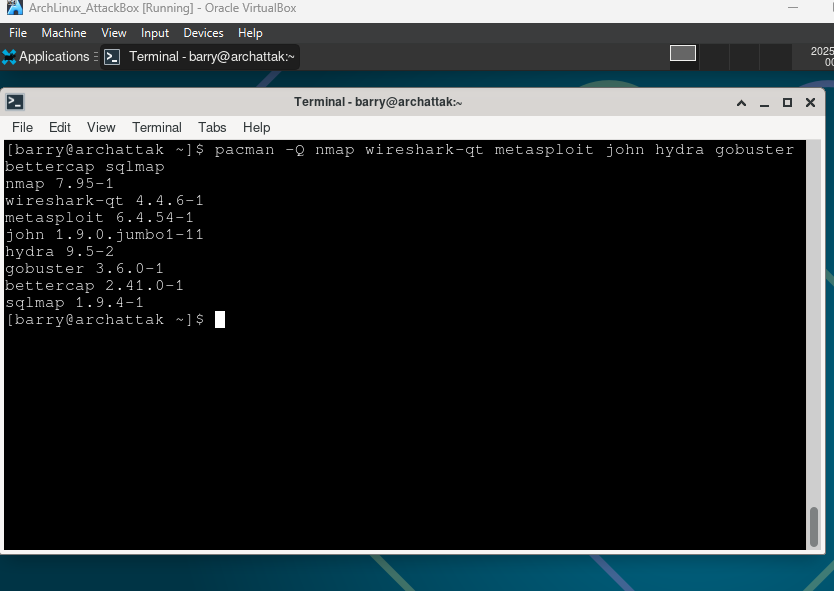 ArchLinux_AttackBox [Running] - Oracle VirtualBox
File Machine View Input Devices Help
Applications Terminal - barry@archattak:~ 2025
Terminal - barry@archattak:~
File Edit View Terminal Tabs Help
[barry@archattak ~]$ pacman -Q nmap wireshark-qt metasploit john hydra gobuster
bettercap sqlmap
nmap 7.95-1
wireshark-qt 4.4.6-1
metasploit 6.4.54-1
john 1.9.0.jumbo1-11
hydra 9.5-2
gobuster 3.6.0-1
bettercap 2.41.0-1
sqlmap 1.9.4-1
[barry@archattak ~]$